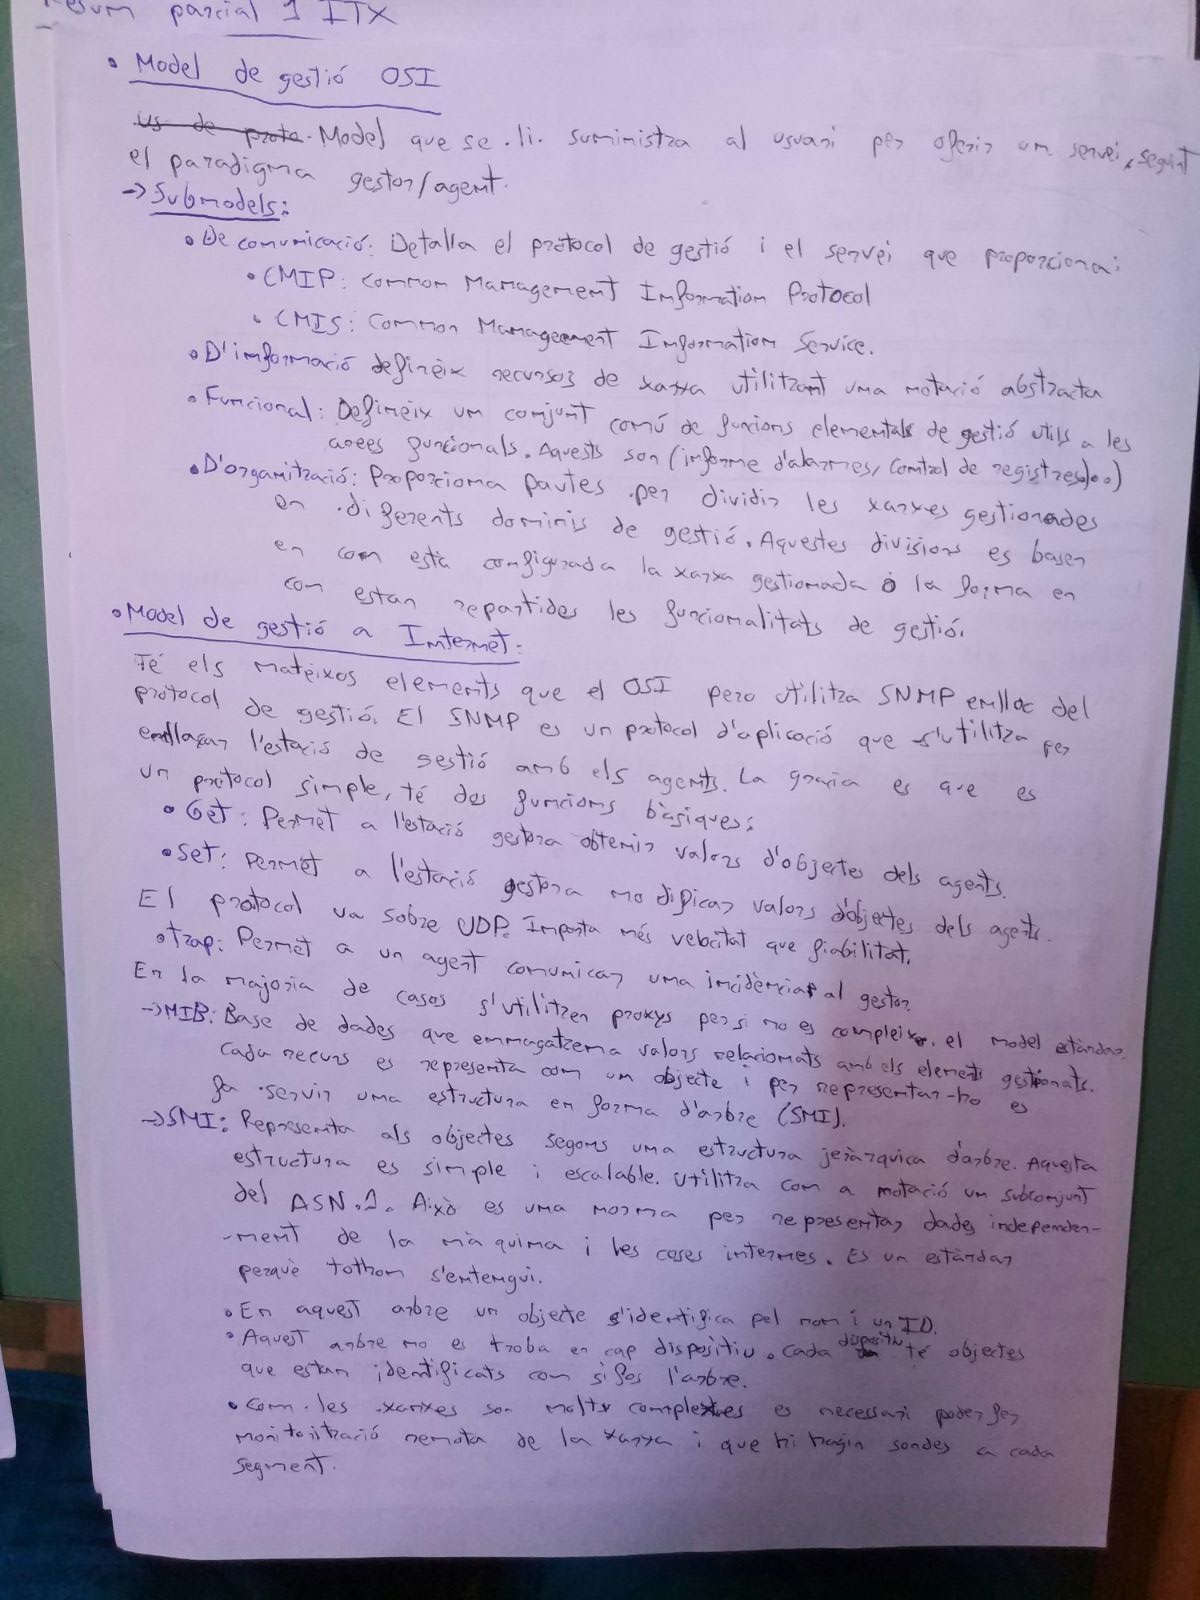 Resum parcial 1 ITX
• Model de gestió OSI
us de proto. Model que se li suministra al usuari per oferir un servei, seguint
el paradigma gestor/agent.
-> Submodels:
• De comunicació: Detalla el protocol de gestió i el servei que proporciona:
• CMIP: Common Management Information Protocol
• CMIS: Common Management Information Service.
• D'informació defineix recursos de xarxa utilitzant una notació abstracta
• Funcional: Defineix un conjunt comú de funcions elementals de gestió utils a les
arees funcionals. Aquests son (informe d'alarmes, control de registres,...)
• D'organització: Proporciona pautes per dividir les xarxes gestionades
en diferents dominis de gestió. Aquestes divisions es basen
en com està configurada la xarxa gestionada o la forma en
com estan repartides les funcionalitats de gestió.
• Model de gestió a Internet:
Té els mateixos elements que el OSI pero utilitza SNMP enlloc del
protocol de gestió. El SNMP es un protocol d'aplicació que s'utilitza per
enllaçar l'estació de gestió amb els agents. La gracia es que es
un protocol simple, té dos funcions bàsiques:
• Get: Permet a l'estació gestora obtenir valors d'objectes dels agents.
• Set: Permet a l'estació gestora modificar valors d'objectes dels agents.
El protocol va sobre UDP. Importa més velocitat que fiabilitat.
• Trap: Permet a un agent comunicar una incidència al gestor.
En la majoria de casos s'utilitzen proxys per si no es compleix el model estàndar.
-> MIB: Base de dades que emmagatzema valors relacionats amb els elements gestionats.
Cada recurs es representa com un objecte i per representar-ho es
fa servir una estructura en forma d'arbre (SMI).
-> SMI: Representa als objectes segons una estructura jeràrquica d'arbre. Aquesta
estructura es simple i escalable. Utilitza com a notació un subconjunt
del ASN.1. Això es una norma per representar dades independen-
-ment de la màquina i les coses internes. Es un estàndar
perquè tothom s'entengui.
• En aquest arbre un objecte s'identifica pel nom i un ID.
• Aquest arbre no es troba en cap dispositiu. Cada dispositiu té objectes
que estan identificats com si fos l'arbre.
• Com les xarxes son molts complexes es necessari poder fer
monitorització remota de la xarxa i que hi hagin sondes a cada
segment.